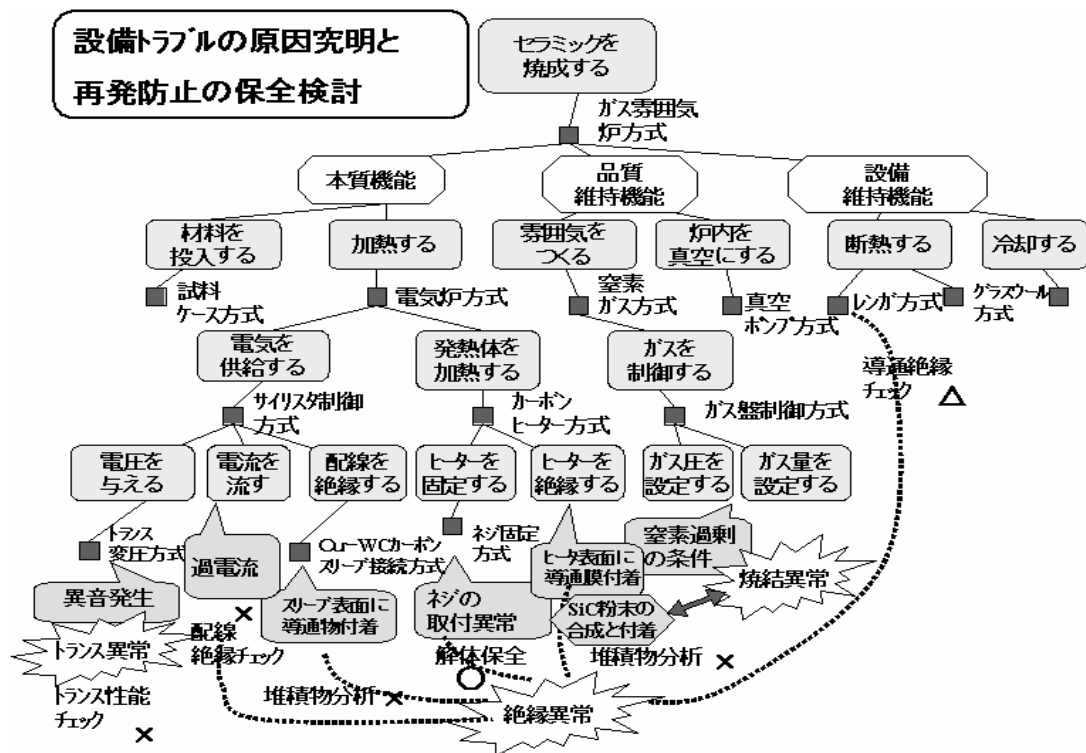 設備トラブルの原因究明と
再発防止の保全検討
セラミックを
焼成する
ガス雰囲気
炉方式
本質機能
品質
維持機能
設備
維持機能
材料を
投入する
加熱する
雰囲気を
つくる
炉内を
真空にする
断熱する
冷却する
試料
ケース方式
電気炉方式
窒素
ガス方式
真空
ポンプ方式
レンガ方式
グラスウール
方式
電気を
供給する
発熱体を
加熱する
ガスを
制御する
導通絶縁
チェック
サイリスタ制御
方式
カーボン
ヒーター方式
ガス盤制御方式
電圧を
与える
電流を
流す
配線を
絶縁する
ヒーターを
固定する
ヒーターを
絶縁する
ガス圧を
設定する
ガス量を
設定する
トランス
変圧方式
過電流
Cu-WCカーボン
スリーブ接続方式
ネジ固定
方式
ヒータ表面に
導通膜付着
窒素過剰
の条件
焼結異常
異音発生
スリーブ表面に
導通物付着
ネジの
取付異常
SiC粉末の
合成と付着
トランス異常
配線
絶縁チェック
解体保全
堆積物分析
トランス性能
チェック
堆積物分析
絶縁異常